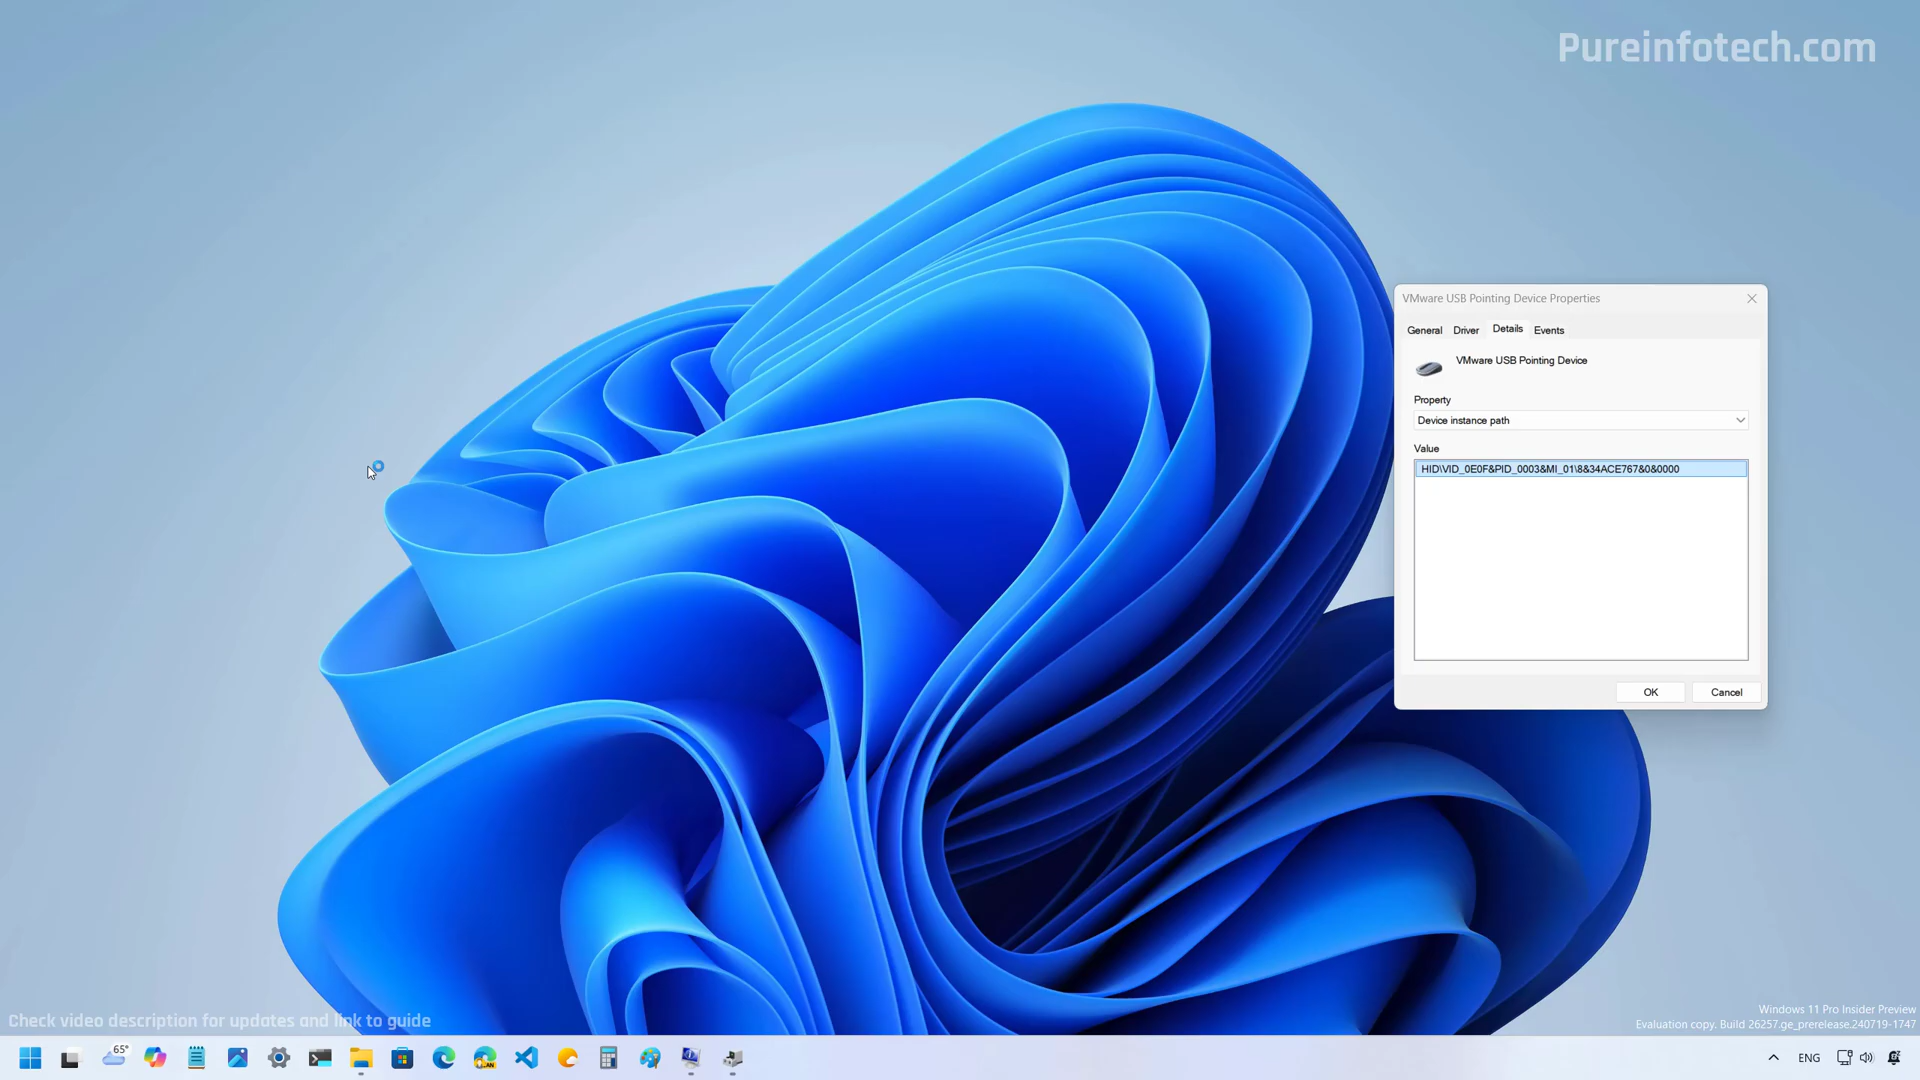 Pureinfotech.com
VMware USB Pointing Device Properties
General Driver Details Events
VMware USB Pointing Device
Property
Device instance path
Value
HID\VID_0E0F&PID_0003&MI_01\8&34ACE767&0&0000
OK Cancel
Windows 11 Pro Insider Preview
Evaluation copy. Build 26257.ge_prerelease.240719-1747
Check video description for updates and link to guide
65°
ENG